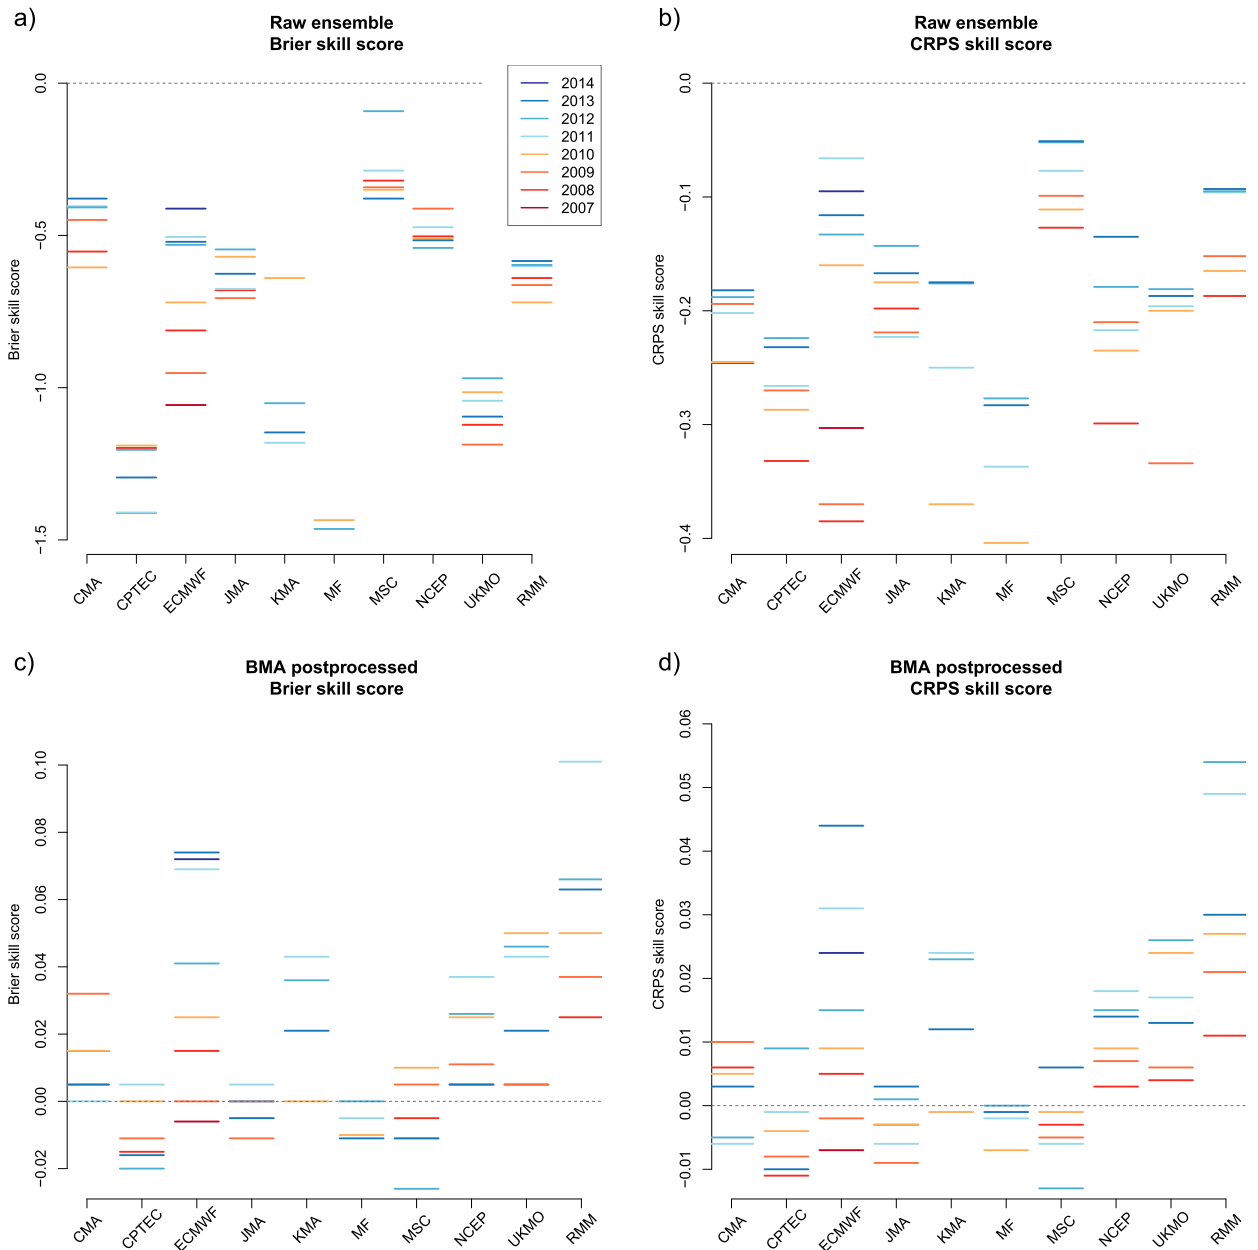 a)
Raw ensemble
Brier skill score
0.0
−0.5
−1.0
−1.5
Brier skill score
2014
2013
2012
2011
2010
2009
2008
2007
CMA
CPTEC
ECMWF
JMA
KMA
MF
MSC
NCEP
UKMO
RMM
b)
Raw ensemble
CRPS skill score
0.0
−0.1
−0.2
−0.3
−0.4
CRPS skill score
CMA
CPTEC
ECMWF
JMA
KMA
MF
MSC
NCEP
UKMO
RMM
c)
BMA postprocessed
Brier skill score
0.10
0.08
0.06
0.04
0.02
0.00
−0.02
Brier skill score
CMA
CPTEC
ECMWF
JMA
KMA
MF
MSC
NCEP
UKMO
RMM
d)
BMA postprocessed
CRPS skill score
0.06
0.05
0.04
0.03
0.02
0.01
0.00
−0.01
CRPS skill score
CMA
CPTEC
ECMWF
JMA
KMA
MF
MSC
NCEP
UKMO
RMM